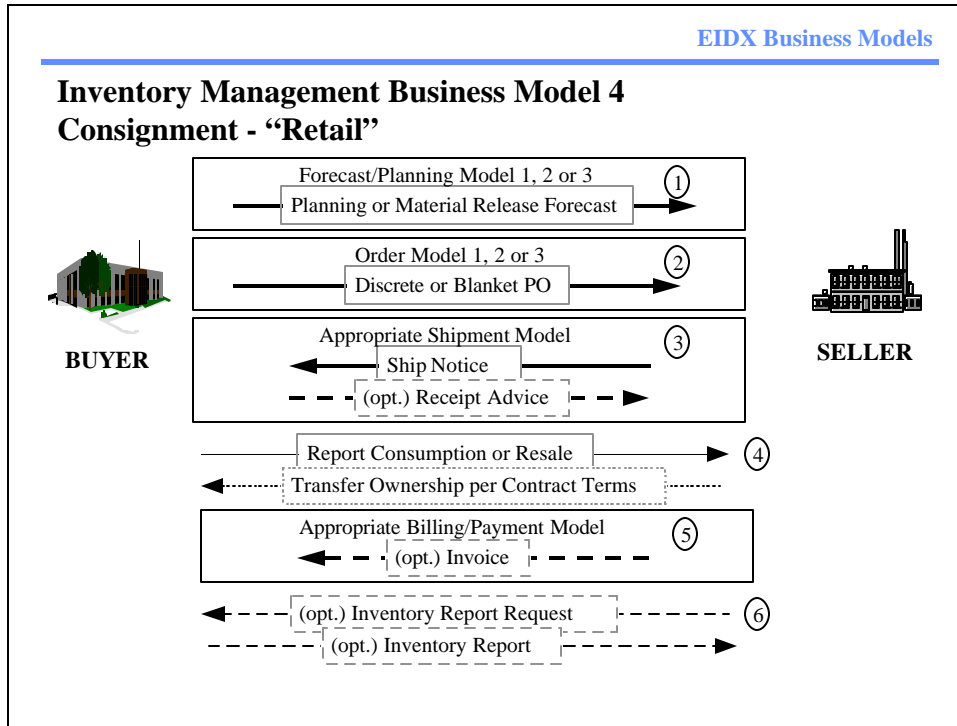 EIDX Business Models
Inventory Management Business Model 4
Consignment - “Retail”
Forecast/Planning Model 1, 2 or 3
1
Planning or Material Release Forecast
Order Model 1, 2 or 3
2
Discrete or Blanket PO
Appropriate Shipment Model
3
BUYER
SELLER
Ship Notice
(opt.) Receipt Advice
Report Consumption or Resale
4
Transfer Ownership per Contract Terms
Appropriate Billing/Payment Model
5
(opt.) Invoice
(opt.) Inventory Report Request
6
(opt.) Inventory Report